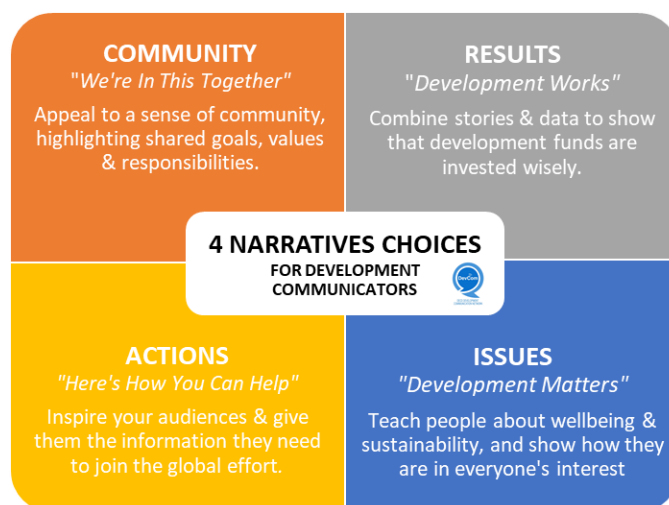 COMMUNITY
"We're In This Together"
Appeal to a sense of community,
highlighting shared goals, values
& responsibilities.
RESULTS
"Development Works"
Combine stories & data to show
that development funds are
invested wisely.
4 NARRATIVES CHOICES
FOR DEVELOPMENT
COMMUNICATORS
DevCom
ACTIONS
"Here's How You Can Help"
Inspire your audiences & give
them the information they need
to join the global effort.
ISSUES
"Development Matters"
Teach people about wellbeing &
sustainability, and show how they
are in everyone's interest